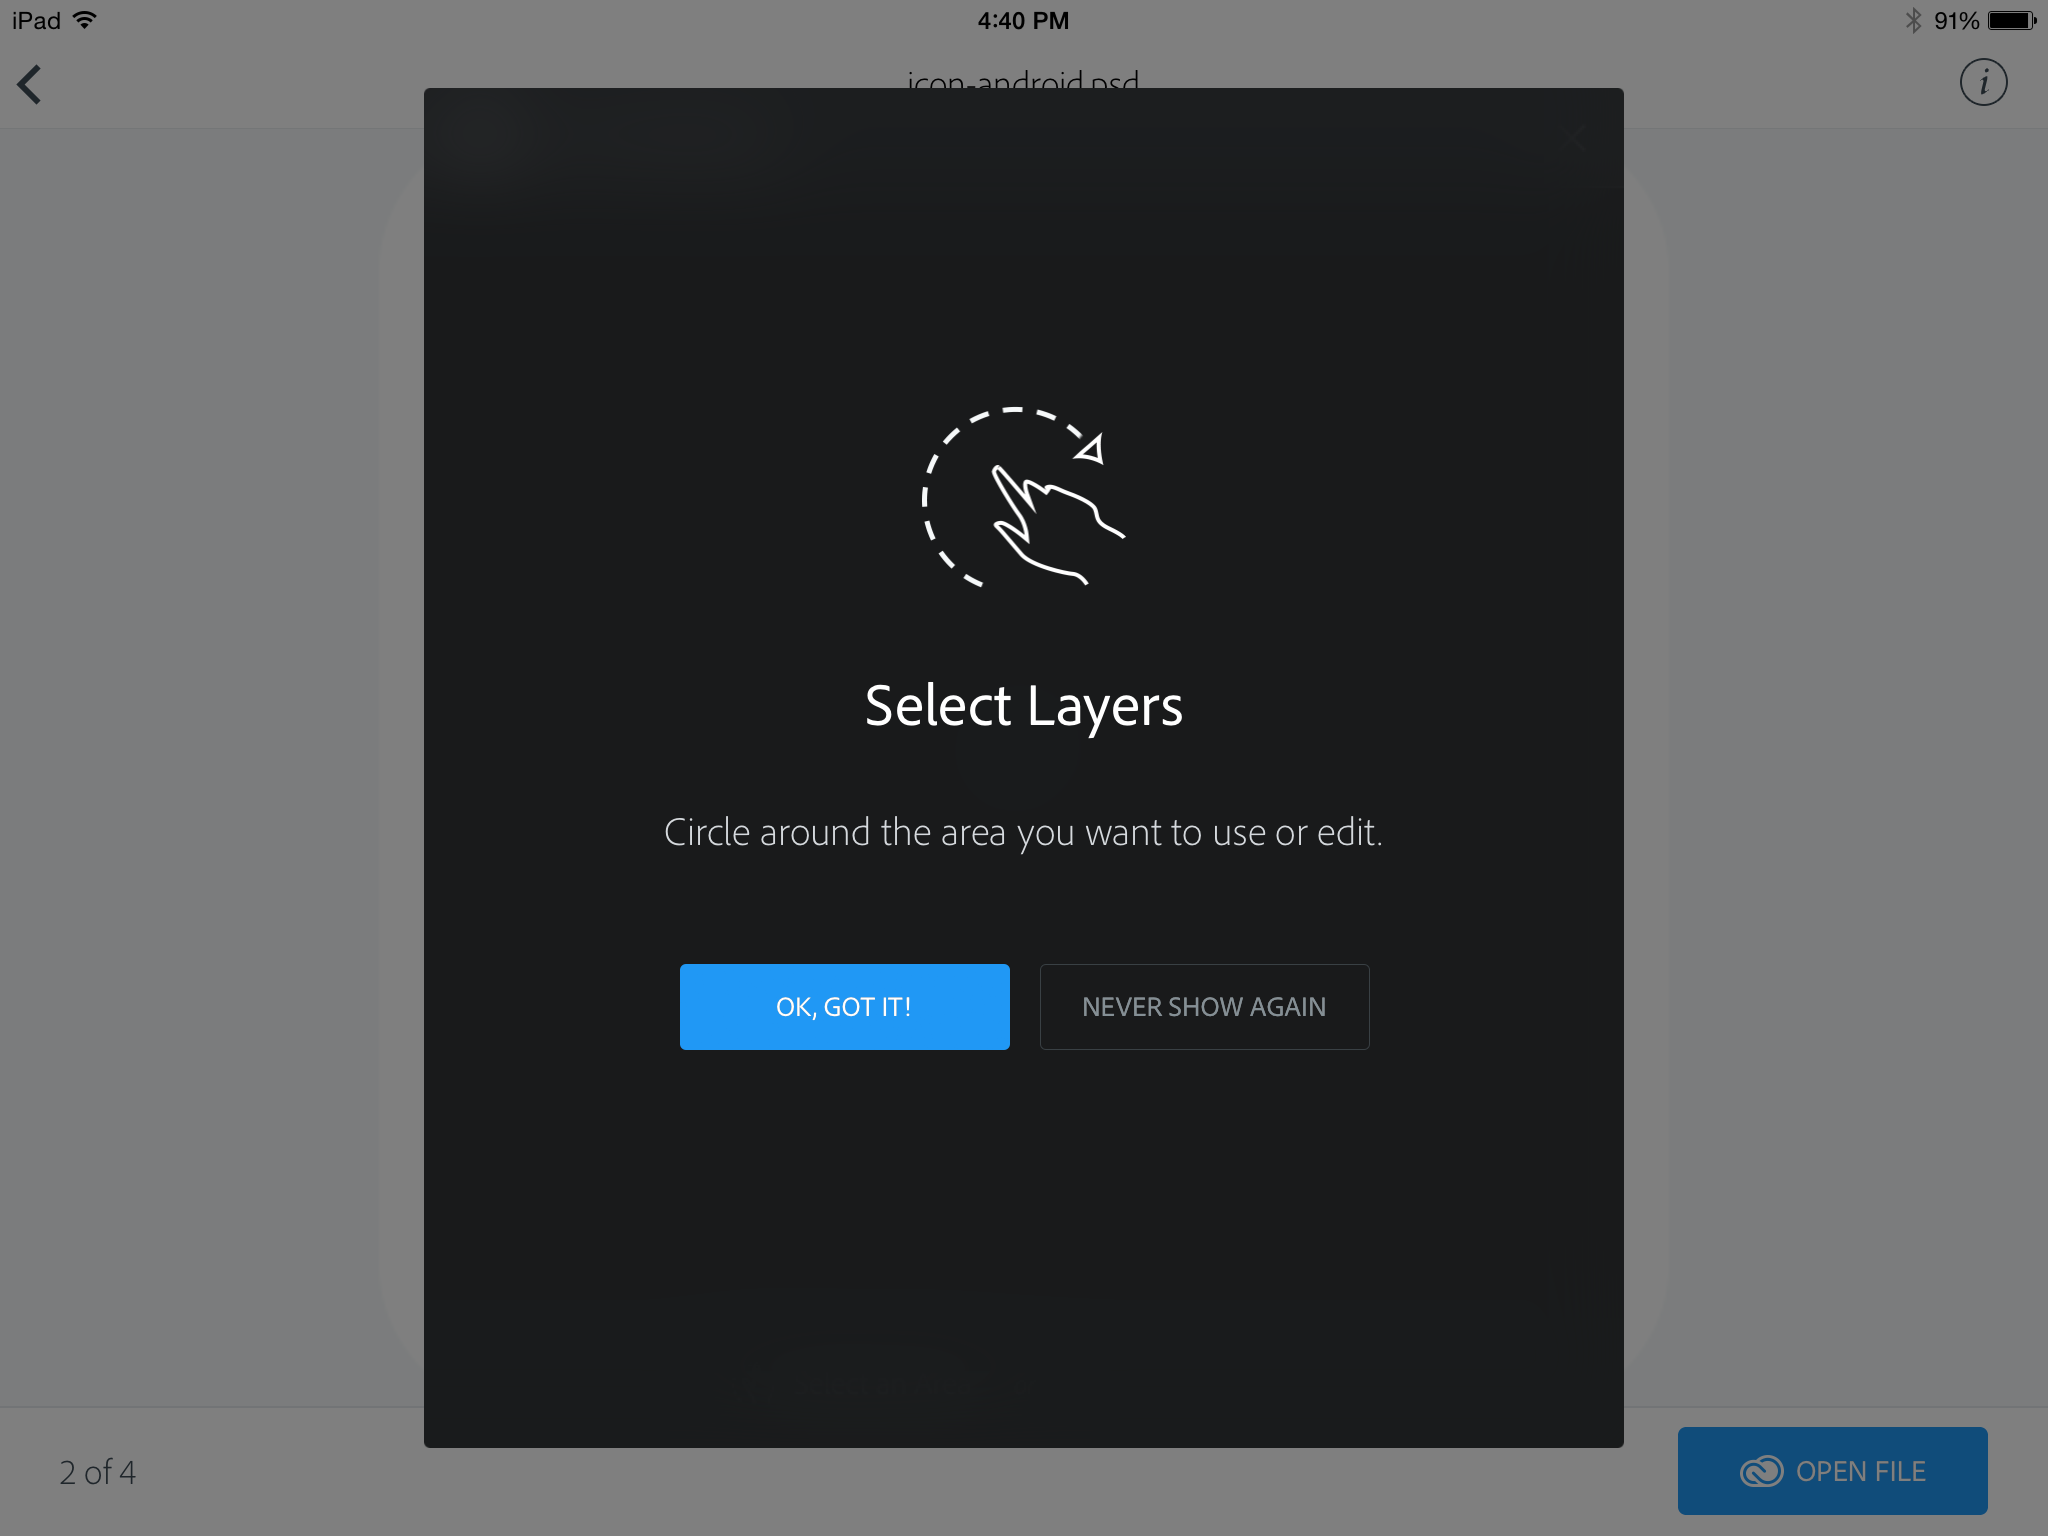 iPad 4:40 PM 91%
icon-android.psd
i
Select Layers
Circle around the area you want to use or edit.
OK, GOT IT! NEVER SHOW AGAIN
2 of 4 OPEN FILE